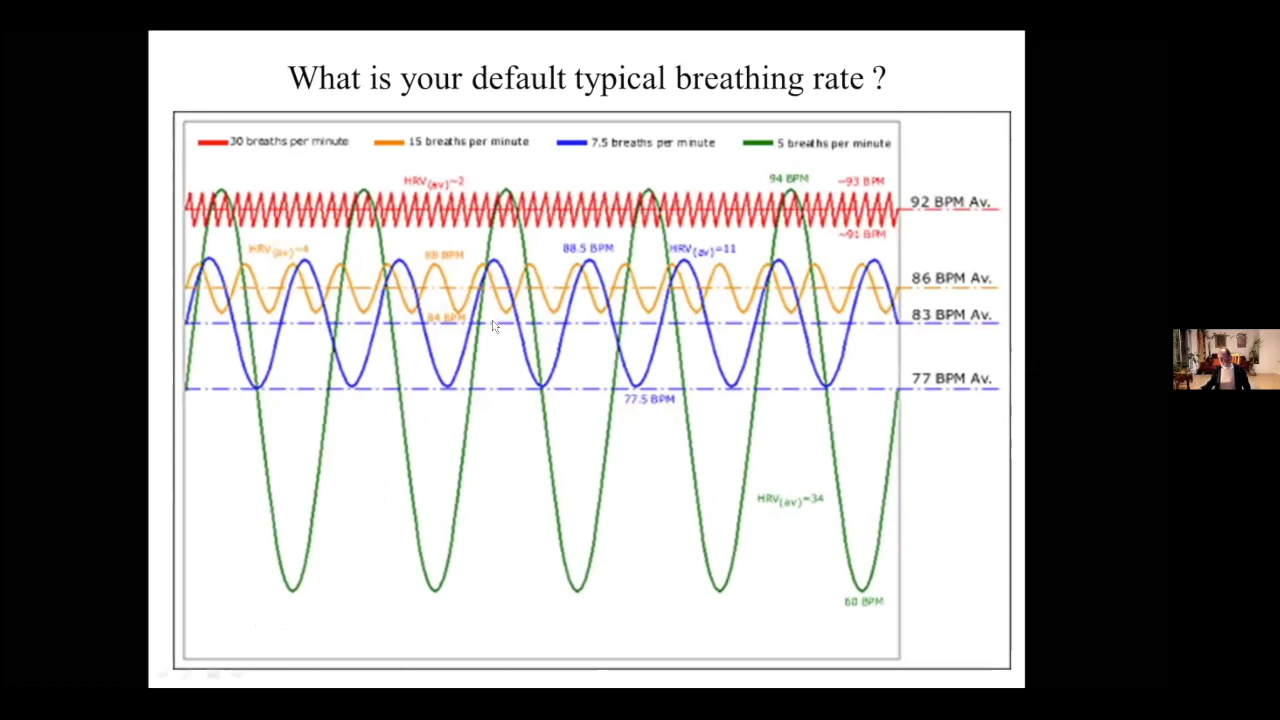 What is your default typical breathing rate ?
30 breaths per minute
15 breaths per minute
7.5 breaths per minute
5 breaths per minute
HRV(av)~2
94 BPM
~93 BPM
92 BPM Av.
~91 BPM
HRV(av)~4
88 BPM
88.5 BPM
HRV(av)=11
86 BPM Av.
84 BPM
83 BPM Av.
77 BPM Av.
77.5 BPM
HRV(av)=34
60 BPM